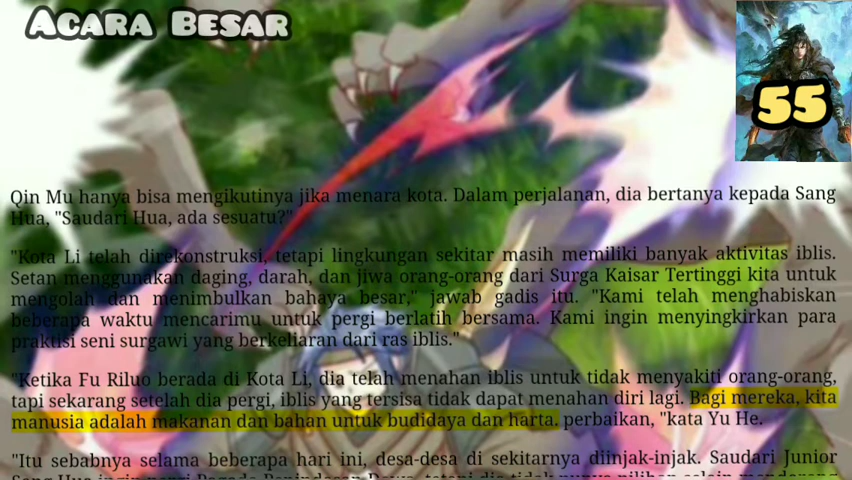 Acara Besar
55
Qin Mu hanya bisa mengikutinya jika menara kota. Dalam perjalanan, dia bertanya kepada Sang
Hua, "Saudari Hua, ada sesuatu?"
"Kota Li telah direkonstruksi, tetapi lingkungan sekitar masih memiliki banyak aktivitas iblis.
Setan menggunakan daging, darah, dan jiwa orang-orang dari Surga Kaisar Tertinggi kita untuk
mengolah dan menimbulkan bahaya besar," jawab gadis itu. "Kami telah menghabiskan
beberapa waktu mencarimu untuk pergi berlatih bersama. Kami ingin menyingkirkan para
praktisi seni surgawi yang berkeliaran dari ras iblis."
"Ketika Fu Riluo berada di Kota Li, dia telah menahan iblis untuk tidak menyakiti orang-orang,
tapi sekarang setelah dia pergi, iblis yang tersisa tidak dapat menahan diri lagi. Bagi mereka, kita
manusia adalah makanan dan bahan untuk budidaya dan harta. perbaikan, "kata Yu He.
"Itu sebabnya selama beberapa hari ini, desa-desa di sekitarnya diinjak-injak. Saudari Junior